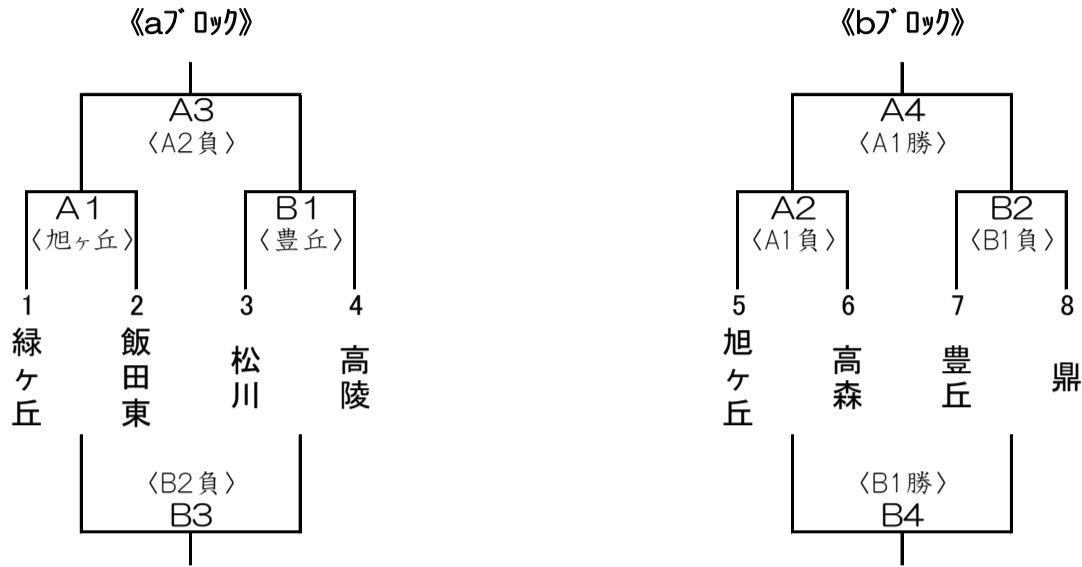 《aブロック》
《bブロック》
A3
〈A2負〉
A4
〈A1勝〉
A1
〈旭ヶ丘〉
B1
〈豊丘〉
A2
〈A1負〉
B2
〈B1負〉
1
2
3
4
5
6
7
8
緑ヶ丘
飯田東
松川
高陵
旭ヶ丘
高森
豊丘
鼎
〈B2負〉
B3
〈B1勝〉
B4